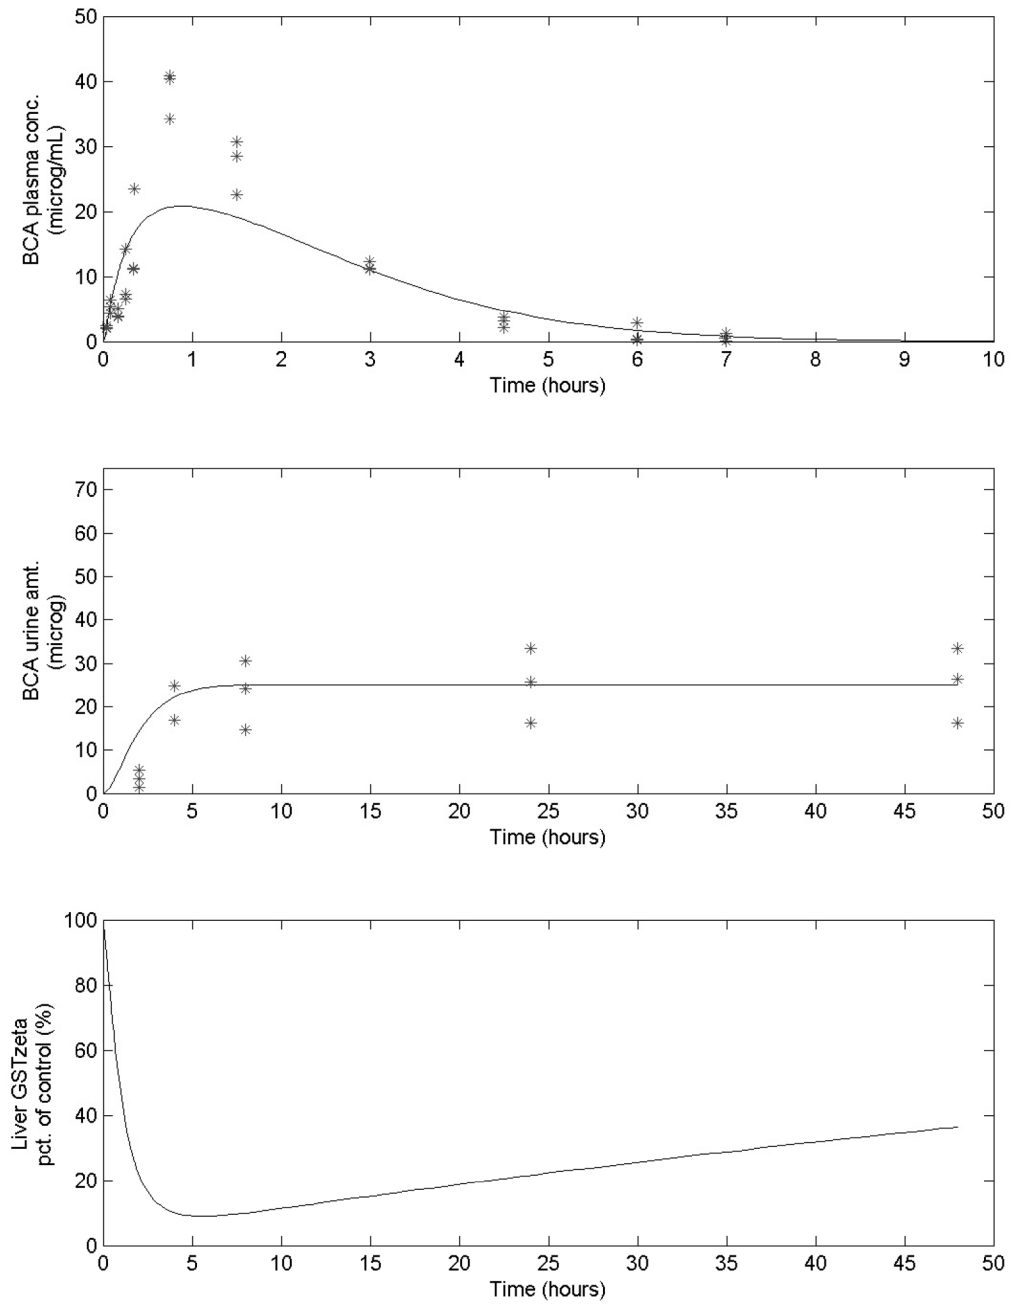 50
40
30
20
10
0
BCA plasma conc.
(microg/mL)
0 1 2 3 4 5 6 7 8 9 10
Time (hours)
70
60
50
40
30
20
10
0
BCA urine amt.
(microg)
0 5 10 15 20 25 30 35 40 45 50
Time (hours)
100
80
60
40
20
0
Liver GSTzeta
pct. of control (%)
0 5 10 15 20 25 30 35 40 45 50
Time (hours)